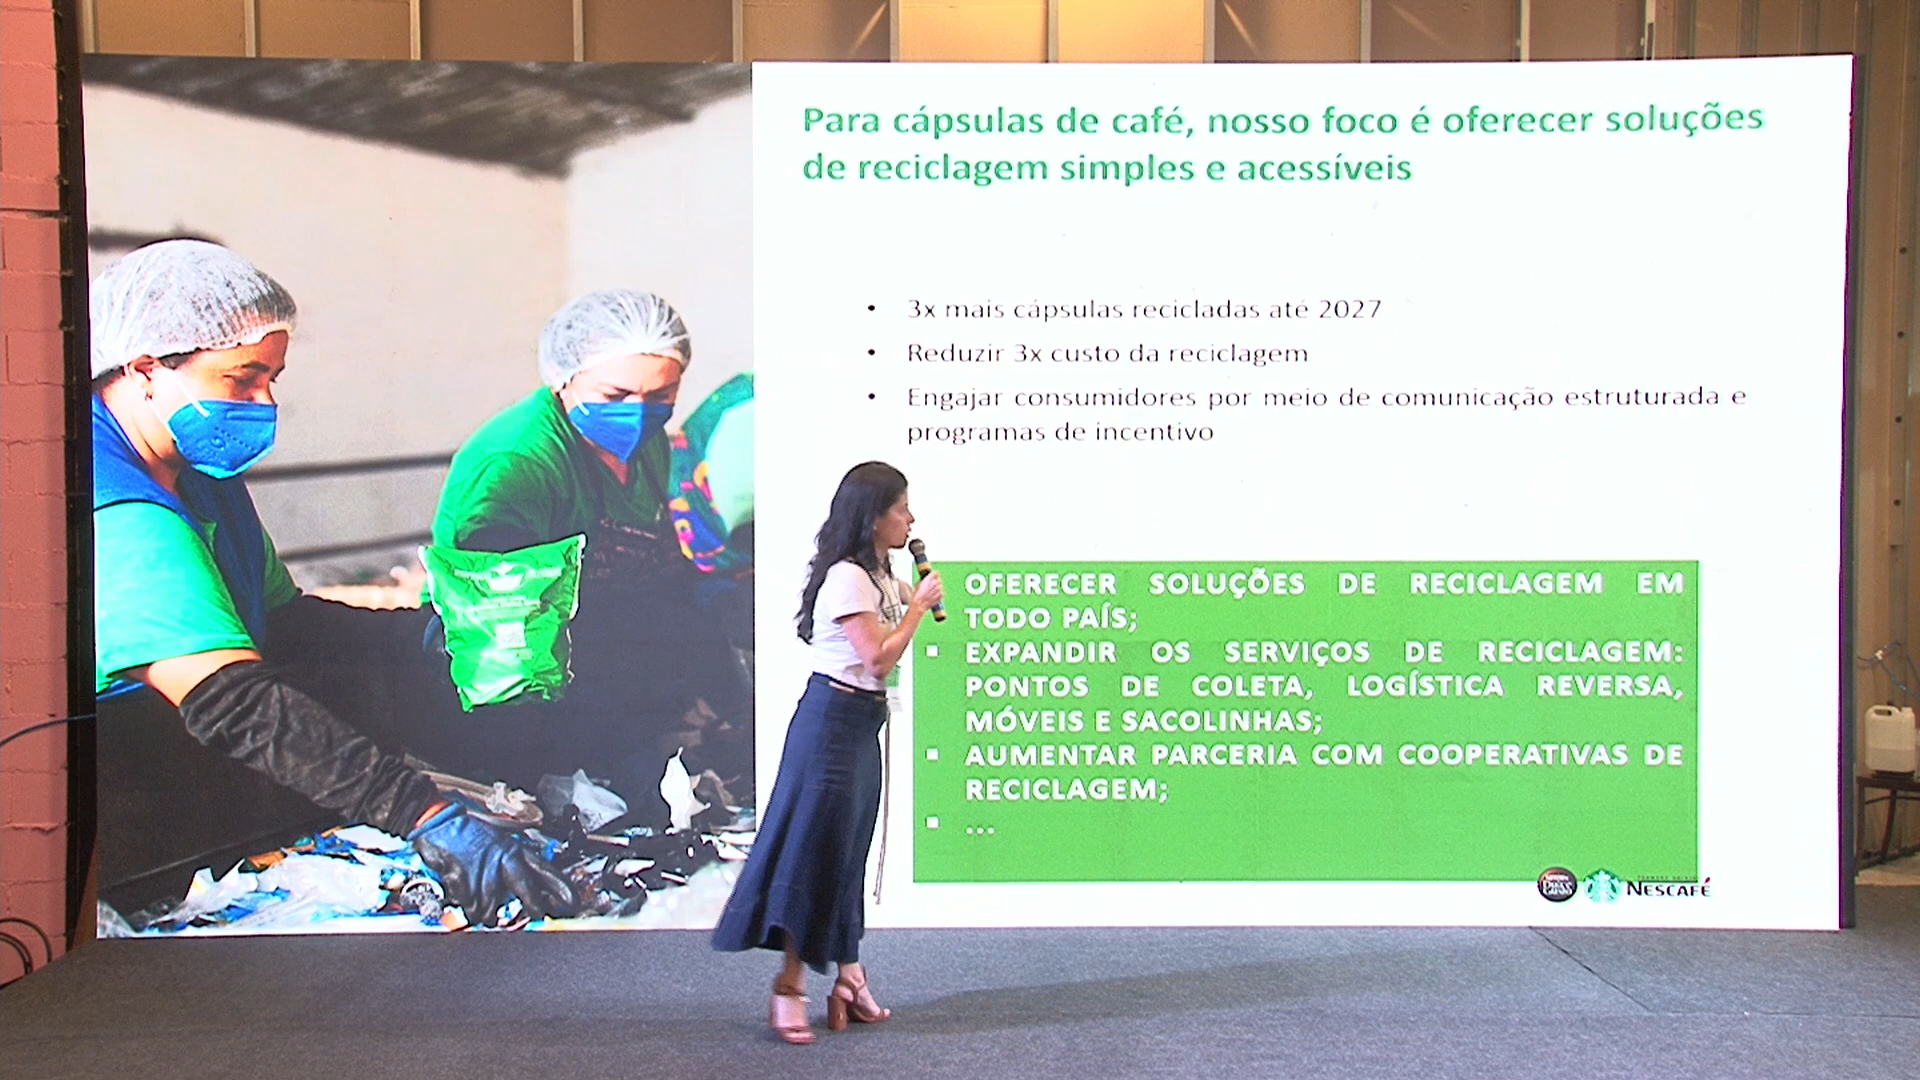 Para cápsulas de café, nosso foco é oferecer soluções
de reciclagem simples e acessíveis
• 3x mais cápsulas recicladas até 2027
• Reduzir 3x custo da reciclagem
• Engajar consumidores por meio de comunicação estruturada e
programas de incentivo
OFERECER SOLUÇÕES DE RECICLAGEM EM
TODO PAÍS;
▪ EXPANDIR OS SERVIÇOS DE RECICLAGEM:
PONTOS DE COLETA, LOGÍSTICA REVERSA,
MÓVEIS E SACOLINHAS;
▪ AUMENTAR PARCERIA COM COOPERATIVAS DE
RECICLAGEM;
▪ ...
NESCAFÉ